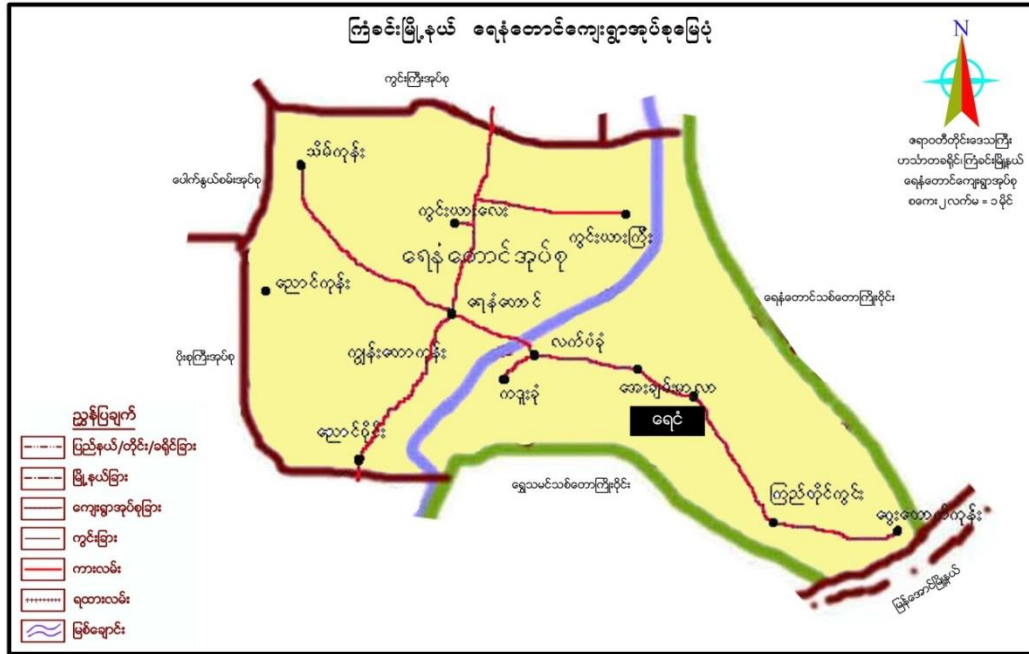 ကြံခင်းမြို့နယ် ရေနံတောင်ကျေးရွာအုပ်စုမြေပုံ
N
ကွင်းကြီးအုပ်စု
ဧရာဝတီတိုင်းဒေသကြီး
ဟင်္သာတခရိုင်၊ကြံခင်းမြို့နယ်
ရေနံတောင်ကျေးရွာအုပ်စု
စကေး၂လက်မ = ၁မိုင်
သိမ်ကုန်း
ပေါက်နွယ်စမ်းအုပ်စု
ကွင်းယားလေး
ကွင်းယားကြီး
ရေနံတောင်အုပ်စု
ညောင်ကုန်း
ရေနံတောင်
ရေနံတောင်သစ်တောကြိုးဝိုင်း
ပိုးစုကြီးအုပ်စု
ကျွန်းတောကုန်း
လက်ပံခုံ
ကဒူးခုံ
အေးချမ်းမာလာ
ရေငံ
ညောင်ဝိုင်း
ရွှေသမင်သစ်တောကြိုးဝိုင်း
ကြည်တိုင်ကွင်း
မြန်အောင်မြို့နယ်
ညွှန်ပြချက်
ပြည်နယ်/တိုင်း/ခရိုင်ခြား
မြို့နယ်ခြား
ကျေးရွာအုပ်စုခြား
ကွင်းခြား
ကားလမ်း
ရထားလမ်း
မြစ်ချောင်း